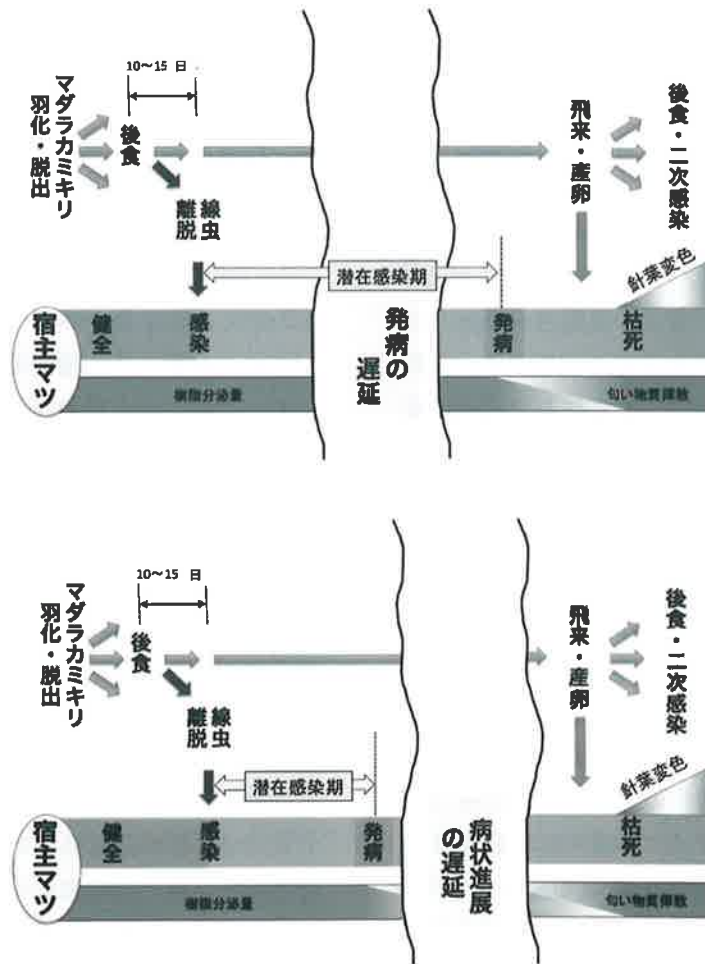 10〜15 日
マダラカミキリ
羽化・脱出
後食
線虫
離脱
飛来・産卵
後食・二次感染
潜在感染期
針葉変色
宿主マツ
健全
感染
発病の
遅延
発病
枯死
樹脂分泌量
匂い物質揮散
10〜15 日
マダラカミキリ
羽化・脱出
後食
線虫
離脱
飛来・産卵
後食・二次感染
潜在感染期
針葉変色
宿主マツ
健全
感染
発病
病状進展
の遅延
枯死
樹脂分泌量
匂い物質揮散